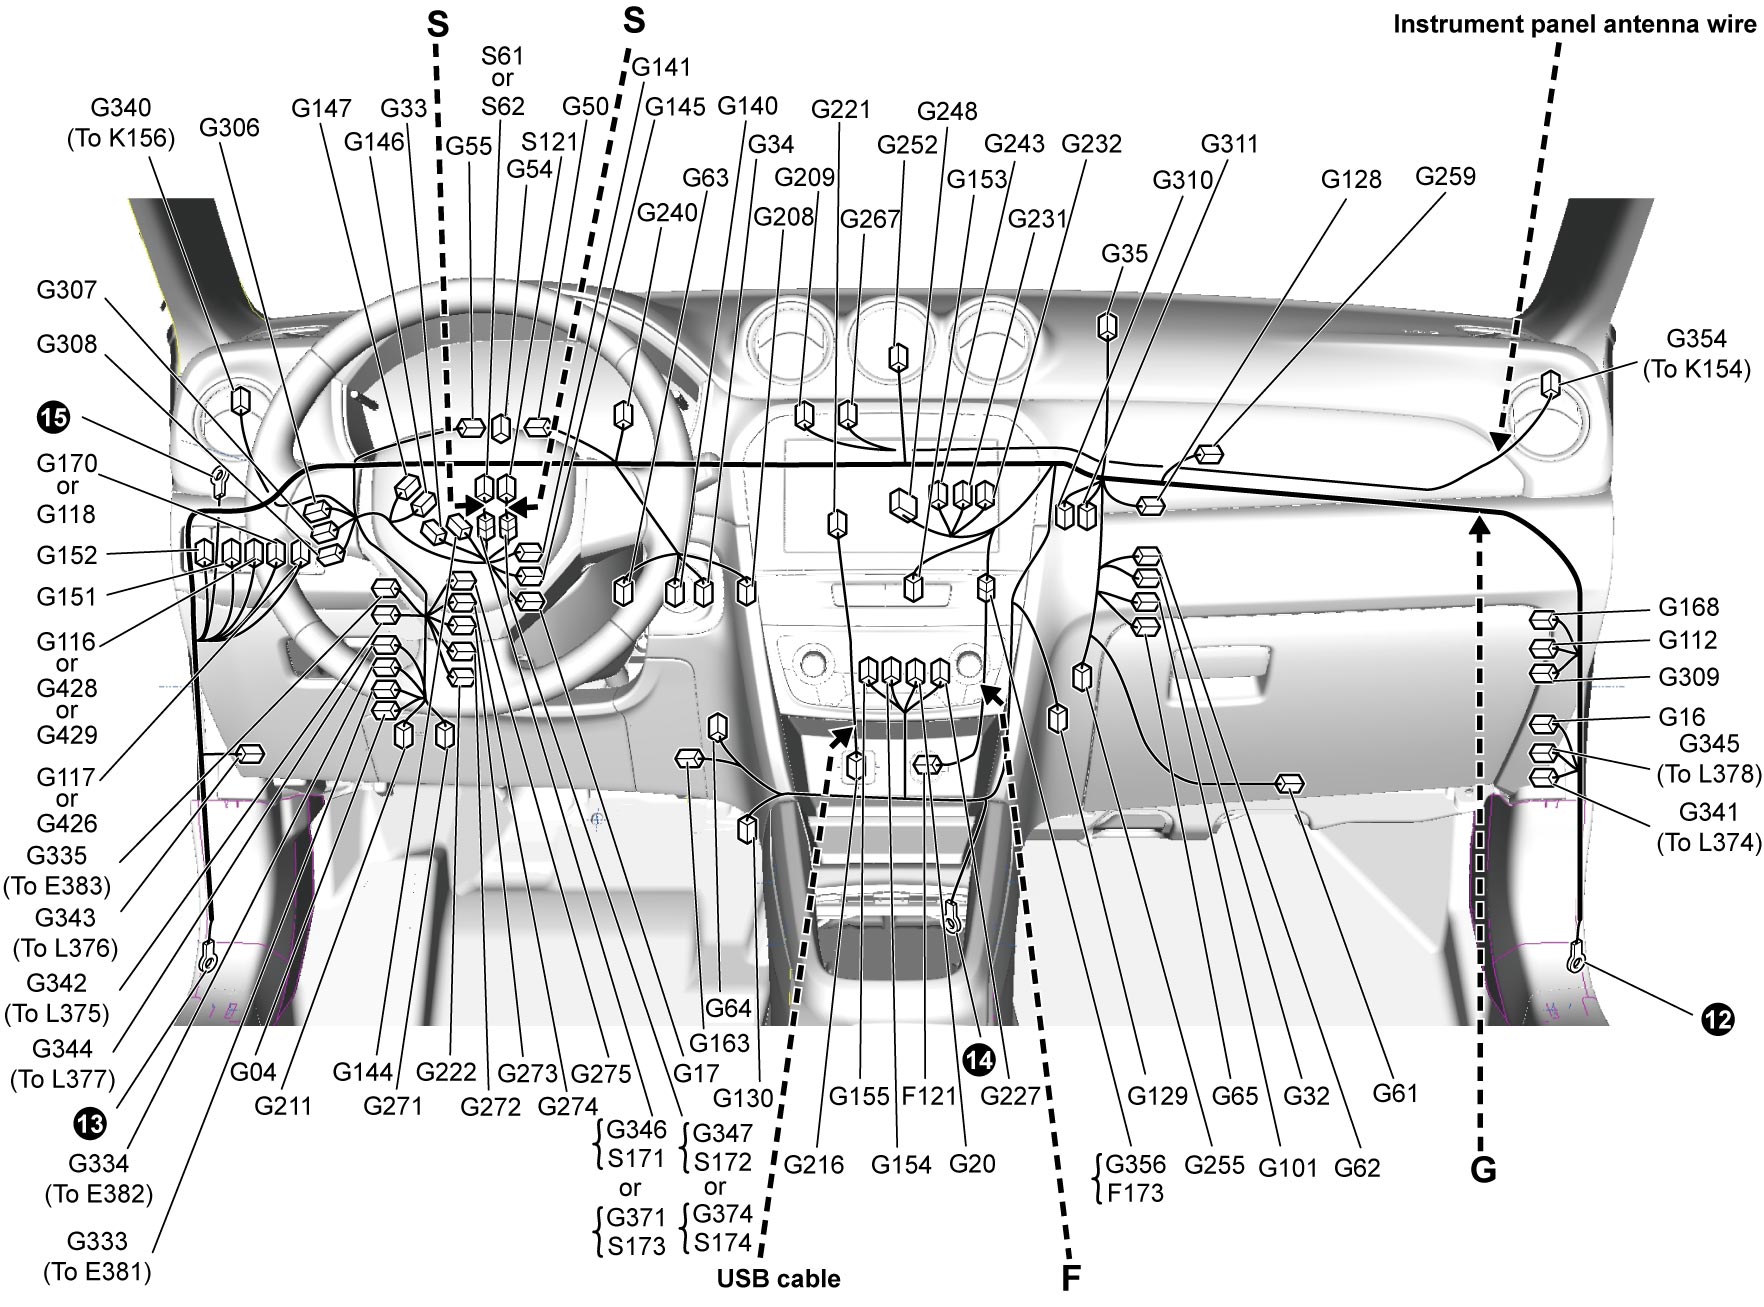 S
S
Instrument panel antenna wire
S61
or
S62
G141
G340
(To K156)
G306
G147
G33
G146
G55
S121
G54
G50
G145
G140
G34
G63
G240
G221
G209
G208
G267
G248
G252
G243
G153
G231
G232
G311
G310
G35
G128
G259
G307
G308
15
G170
or
G118
G152
G151
G116
or
G428
or
G429
G117
or
G426
G335
(To E383)
G343
(To L376)
G342
(To L375)
G344
(To L377)
13
G334
(To E382)
G333
(To E381)
G354
(To K154)
G168
G112
G309
G16
G345
(To L378)
G341
(To L374)
12
G04
G211
G144
G271
G222
G272
G273
G274
G275
G17
G163
G64
G130
G346
S171
or
G371
S173
G347
S172
or
G374
S174
G216
G155
G154
F121
G20
14
G227
G129
G356
F173
G255
G65
G101
G32
G62
G61
G
USB cable
F